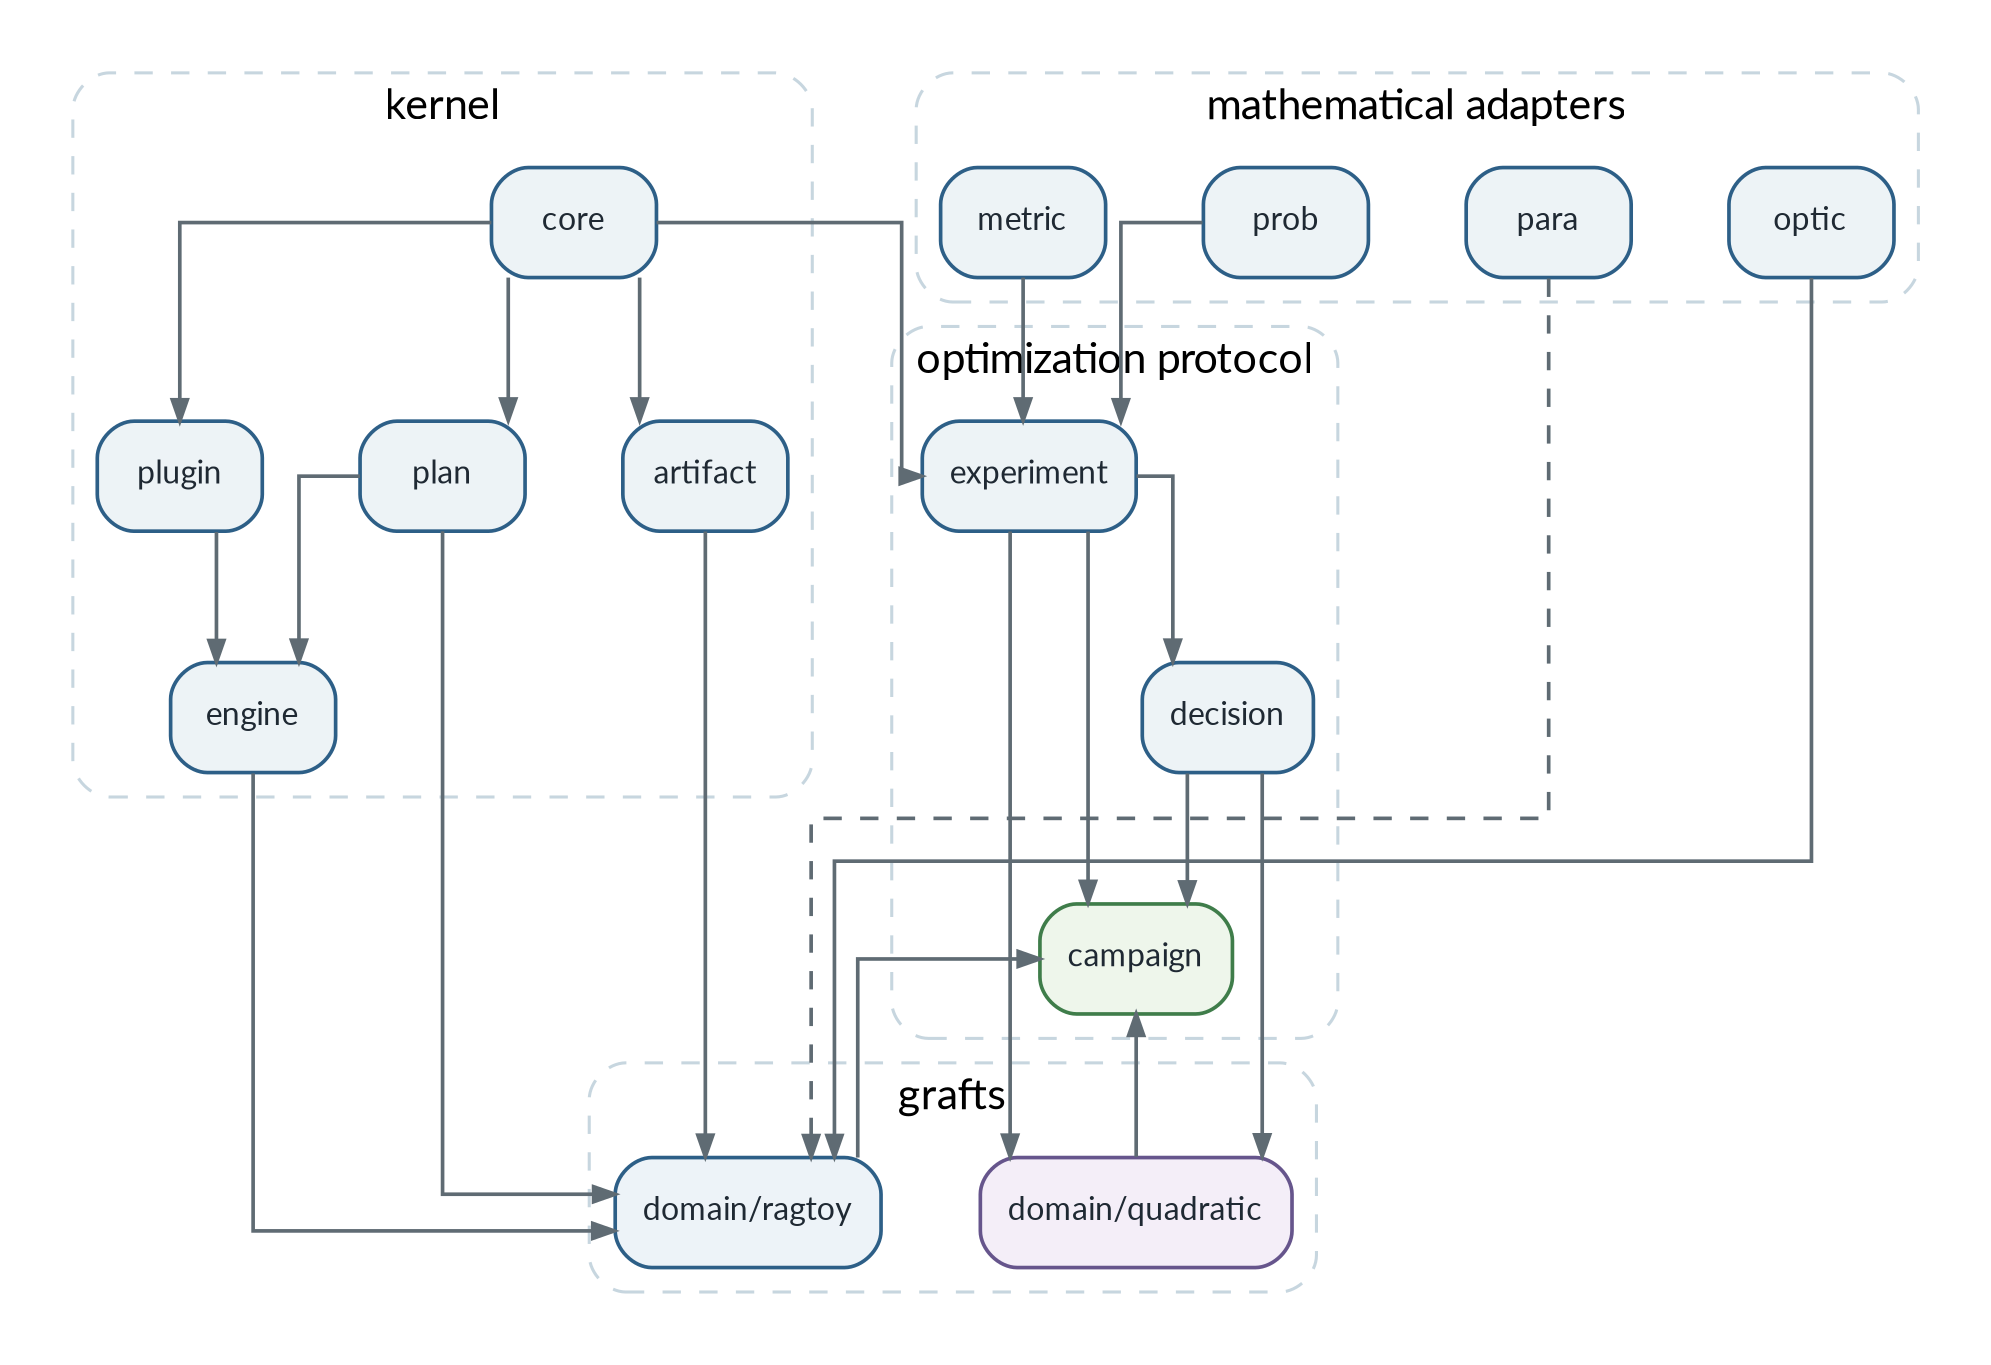 kernel
mathematical adapters
core
metric
prob
para
optic
optimization protocol
plugin
plan
artifact
experiment
engine
decision
campaign
grafts
domain/ragtoy
domain/quadratic